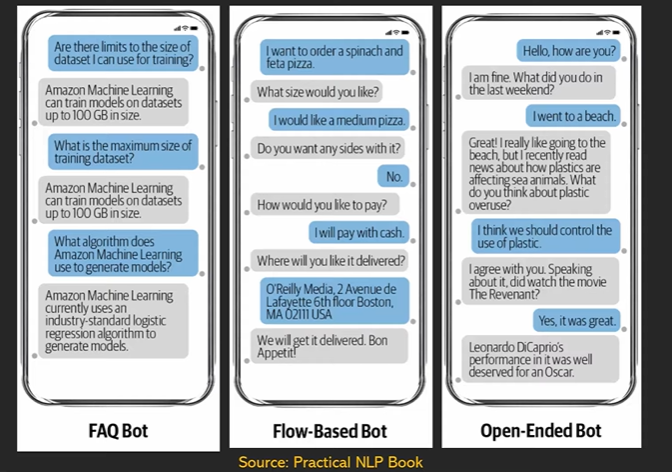 Are there limits to the size of
dataset I can use for training?
Amazon Machine Learning
can train models on datasets
up to 100 GB in size.
What is the maximum size of
training dataset?
Amazon Machine Learning
can train models on datasets
up to 100 GB in size.
What algorithm does
Amazon Machine Learning
use to generate models?
Amazon Machine Learning
currently uses an
industry-standard logistic
regression algorithm to
generate models.
FAQ Bot
I want to order a spinach and
feta pizza.
What size would you like?
I would like a medium pizza.
Do you want any sides with it?
No.
How would you like to pay?
I will pay with cash.
Where will you like it delivered?
O'Reilly Media, 2 Avenue de
Lafayette 6th floor Boston,
MA 02111 USA
We will get it delivered. Bon
Appetit!
Flow-Based Bot
Hello, how are you?
I am fine. What did you do in
the last weekend?
I went to a beach.
Great! I really like going to the
beach, but I recently read
news about how plastics are
affecting sea animals. What
do you think about plastic
overuse?
I think we should control the
use of plastic.
I agree with you. Speaking
about it, did watch the movie
The Revenant?
Yes, it was great.
Leonardo DiCaprio's
performance in it was well
deserved for an Oscar.
Open-Ended Bot
Source: Practical NLP Book